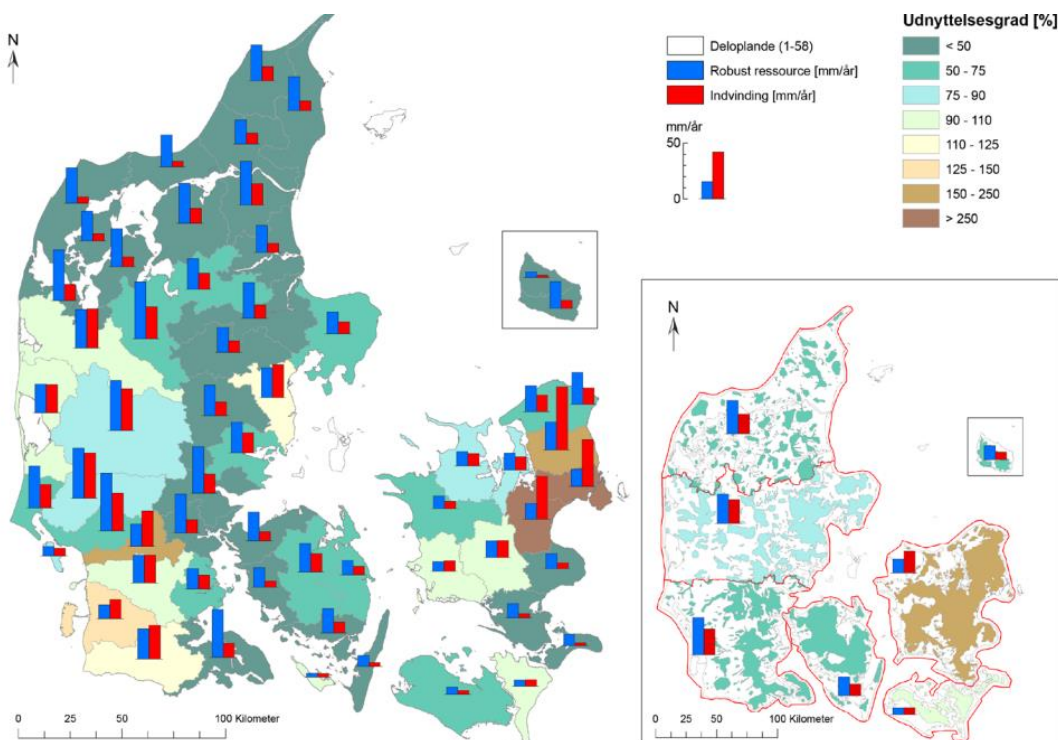 N
Deloplande (1-58)
Robust ressource [mm/år]
Indvinding [mm/år]
mm/år
50
0
Udnyttelsesgrad [%]
< 50
50 - 75
75 - 90
90 - 110
110 - 125
125 - 150
150 - 250
> 250
N
0 25 50 100 Kilometer
0 25 50 100 Kilometer